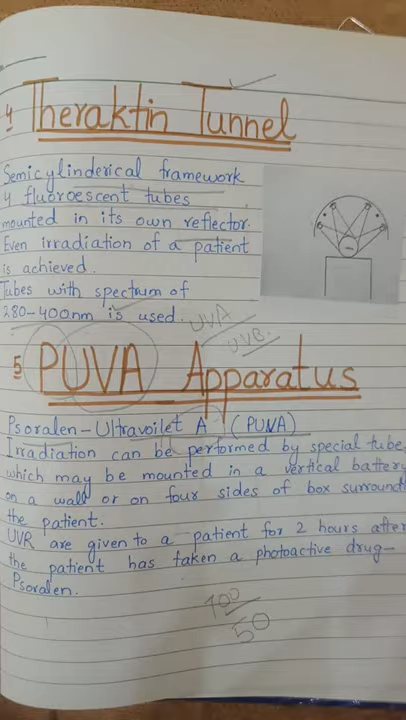 4 Theraktin Tunnel
Semicylinderical framework
4 fluoroescent tubes
mounted in its own reflector.
Even irradiation of a patient
is achieved.
Tubes with spectrum of
280-400nm is used.
UVA
UVB.
5 PUVA Apparatus
Psoralen-Ultravoilet A (PUVA)
Irradiation can be performed by special tube
which may be mounted in a vertical battery
on a wall or on four sides of box surround
the patient.
UVR are given to a patient for 2 hours after
the patient has taken a photoactive drug-
Psoralen.
100
50